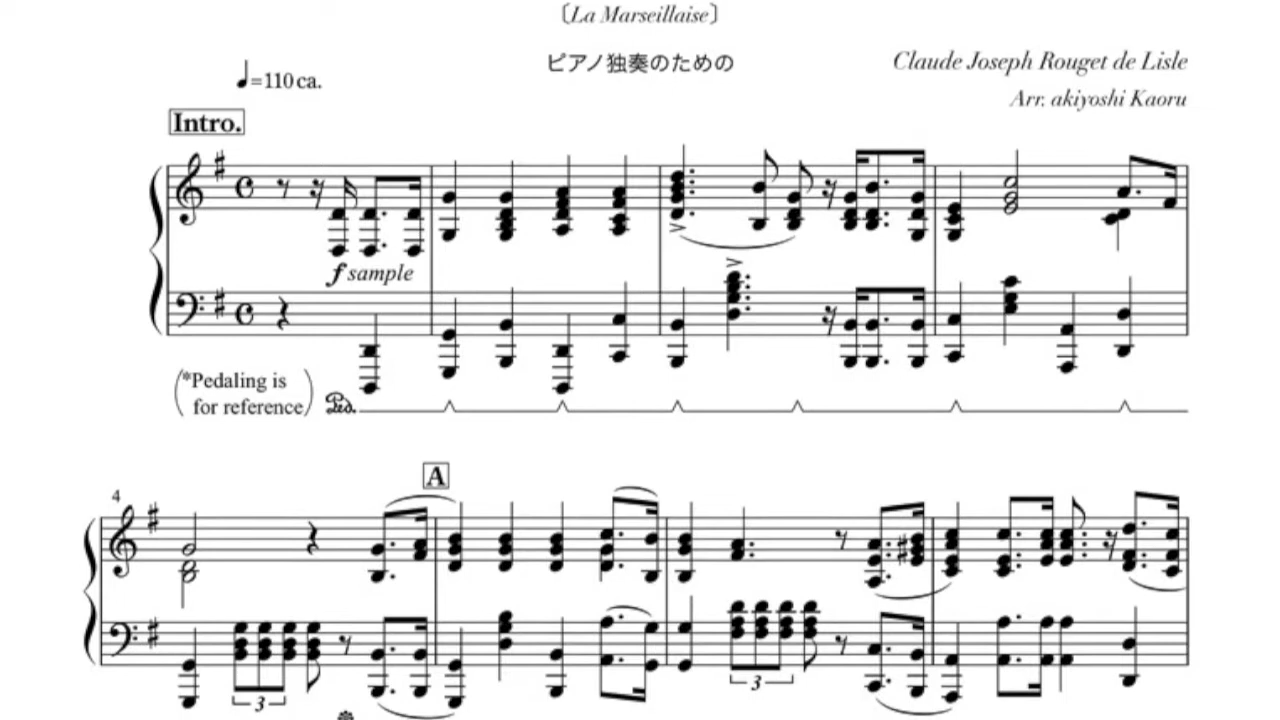 〔La Marseillaise〕
ピアノ独奏のための
Claude Joseph Rouget de Lisle
♩=110 ca.
Arr. akiyoshi Kaoru
Intro.
f sample
*Pedaling is
for reference
Ped.
4
A
3
3